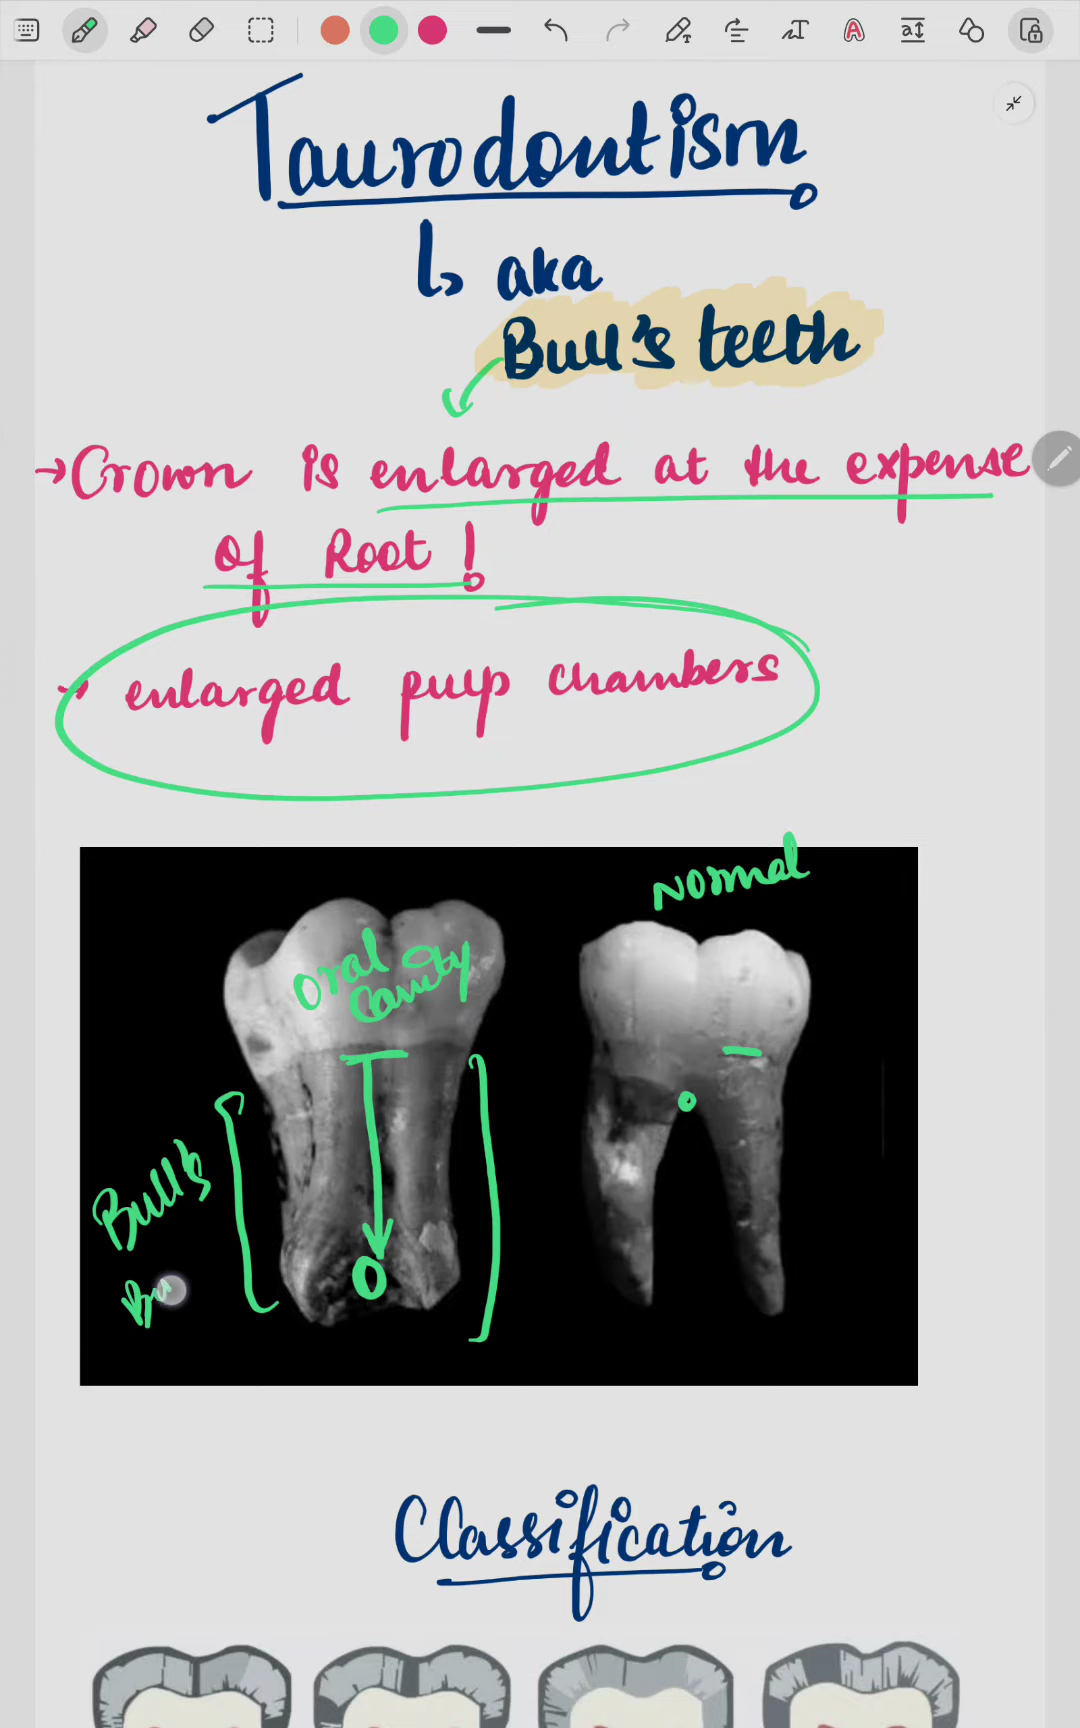 Taurodontism
↳ aka
Bull's teeth
→ Crown is enlarged at the expense
of Root!
→ enlarged pulp chambers
Normal
Oral
Cavity
Bull's
Classification